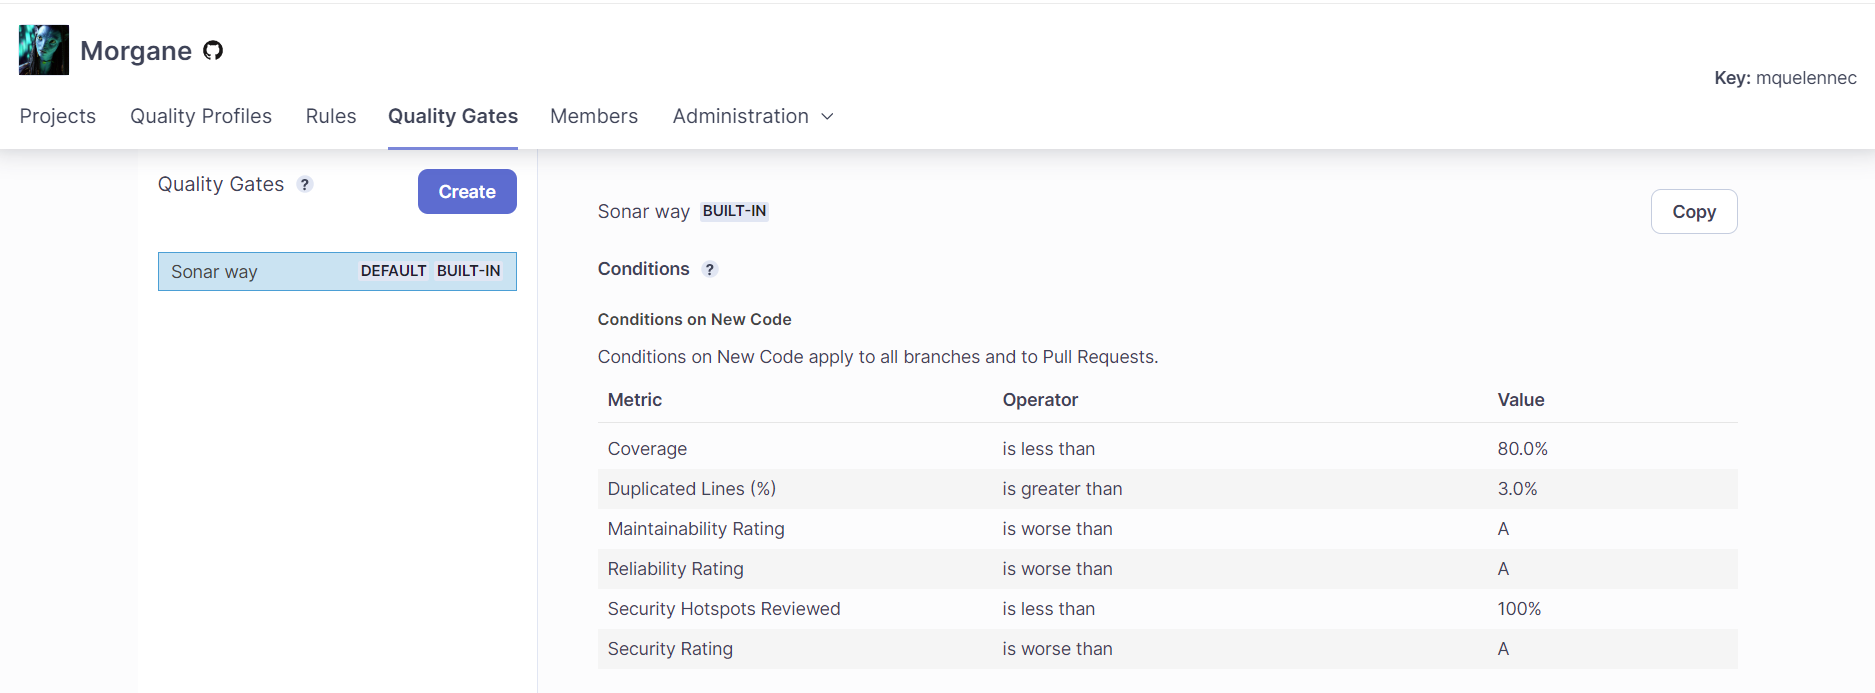 Morgane
Key: mquelennec
Projects Quality Profiles Rules Quality Gates Members Administration
Quality Gates ? Create
Sonar way DEFAULT BUILT-IN
Sonar way BUILT-IN Copy
Conditions ?
Conditions on New Code
Conditions on New Code apply to all branches and to Pull Requests.
Metric Operator Value
Coverage is less than 80.0%
Duplicated Lines (%) is greater than 3.0%
Maintainability Rating is worse than A
Reliability Rating is worse than A
Security Hotspots Reviewed is less than 100%
Security Rating is worse than A